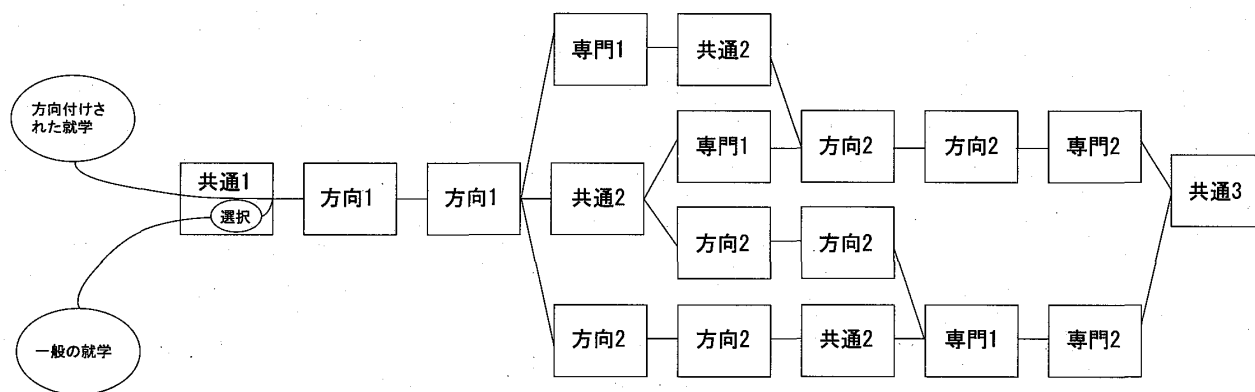 専門1
共通2
方向付けさ
れた就学
専門1
方向2
方向2
専門2
共通1
選択
方向1
方向1
共通2
共通3
方向2
方向2
一般の就学
方向2
方向2
共通2
専門1
専門2